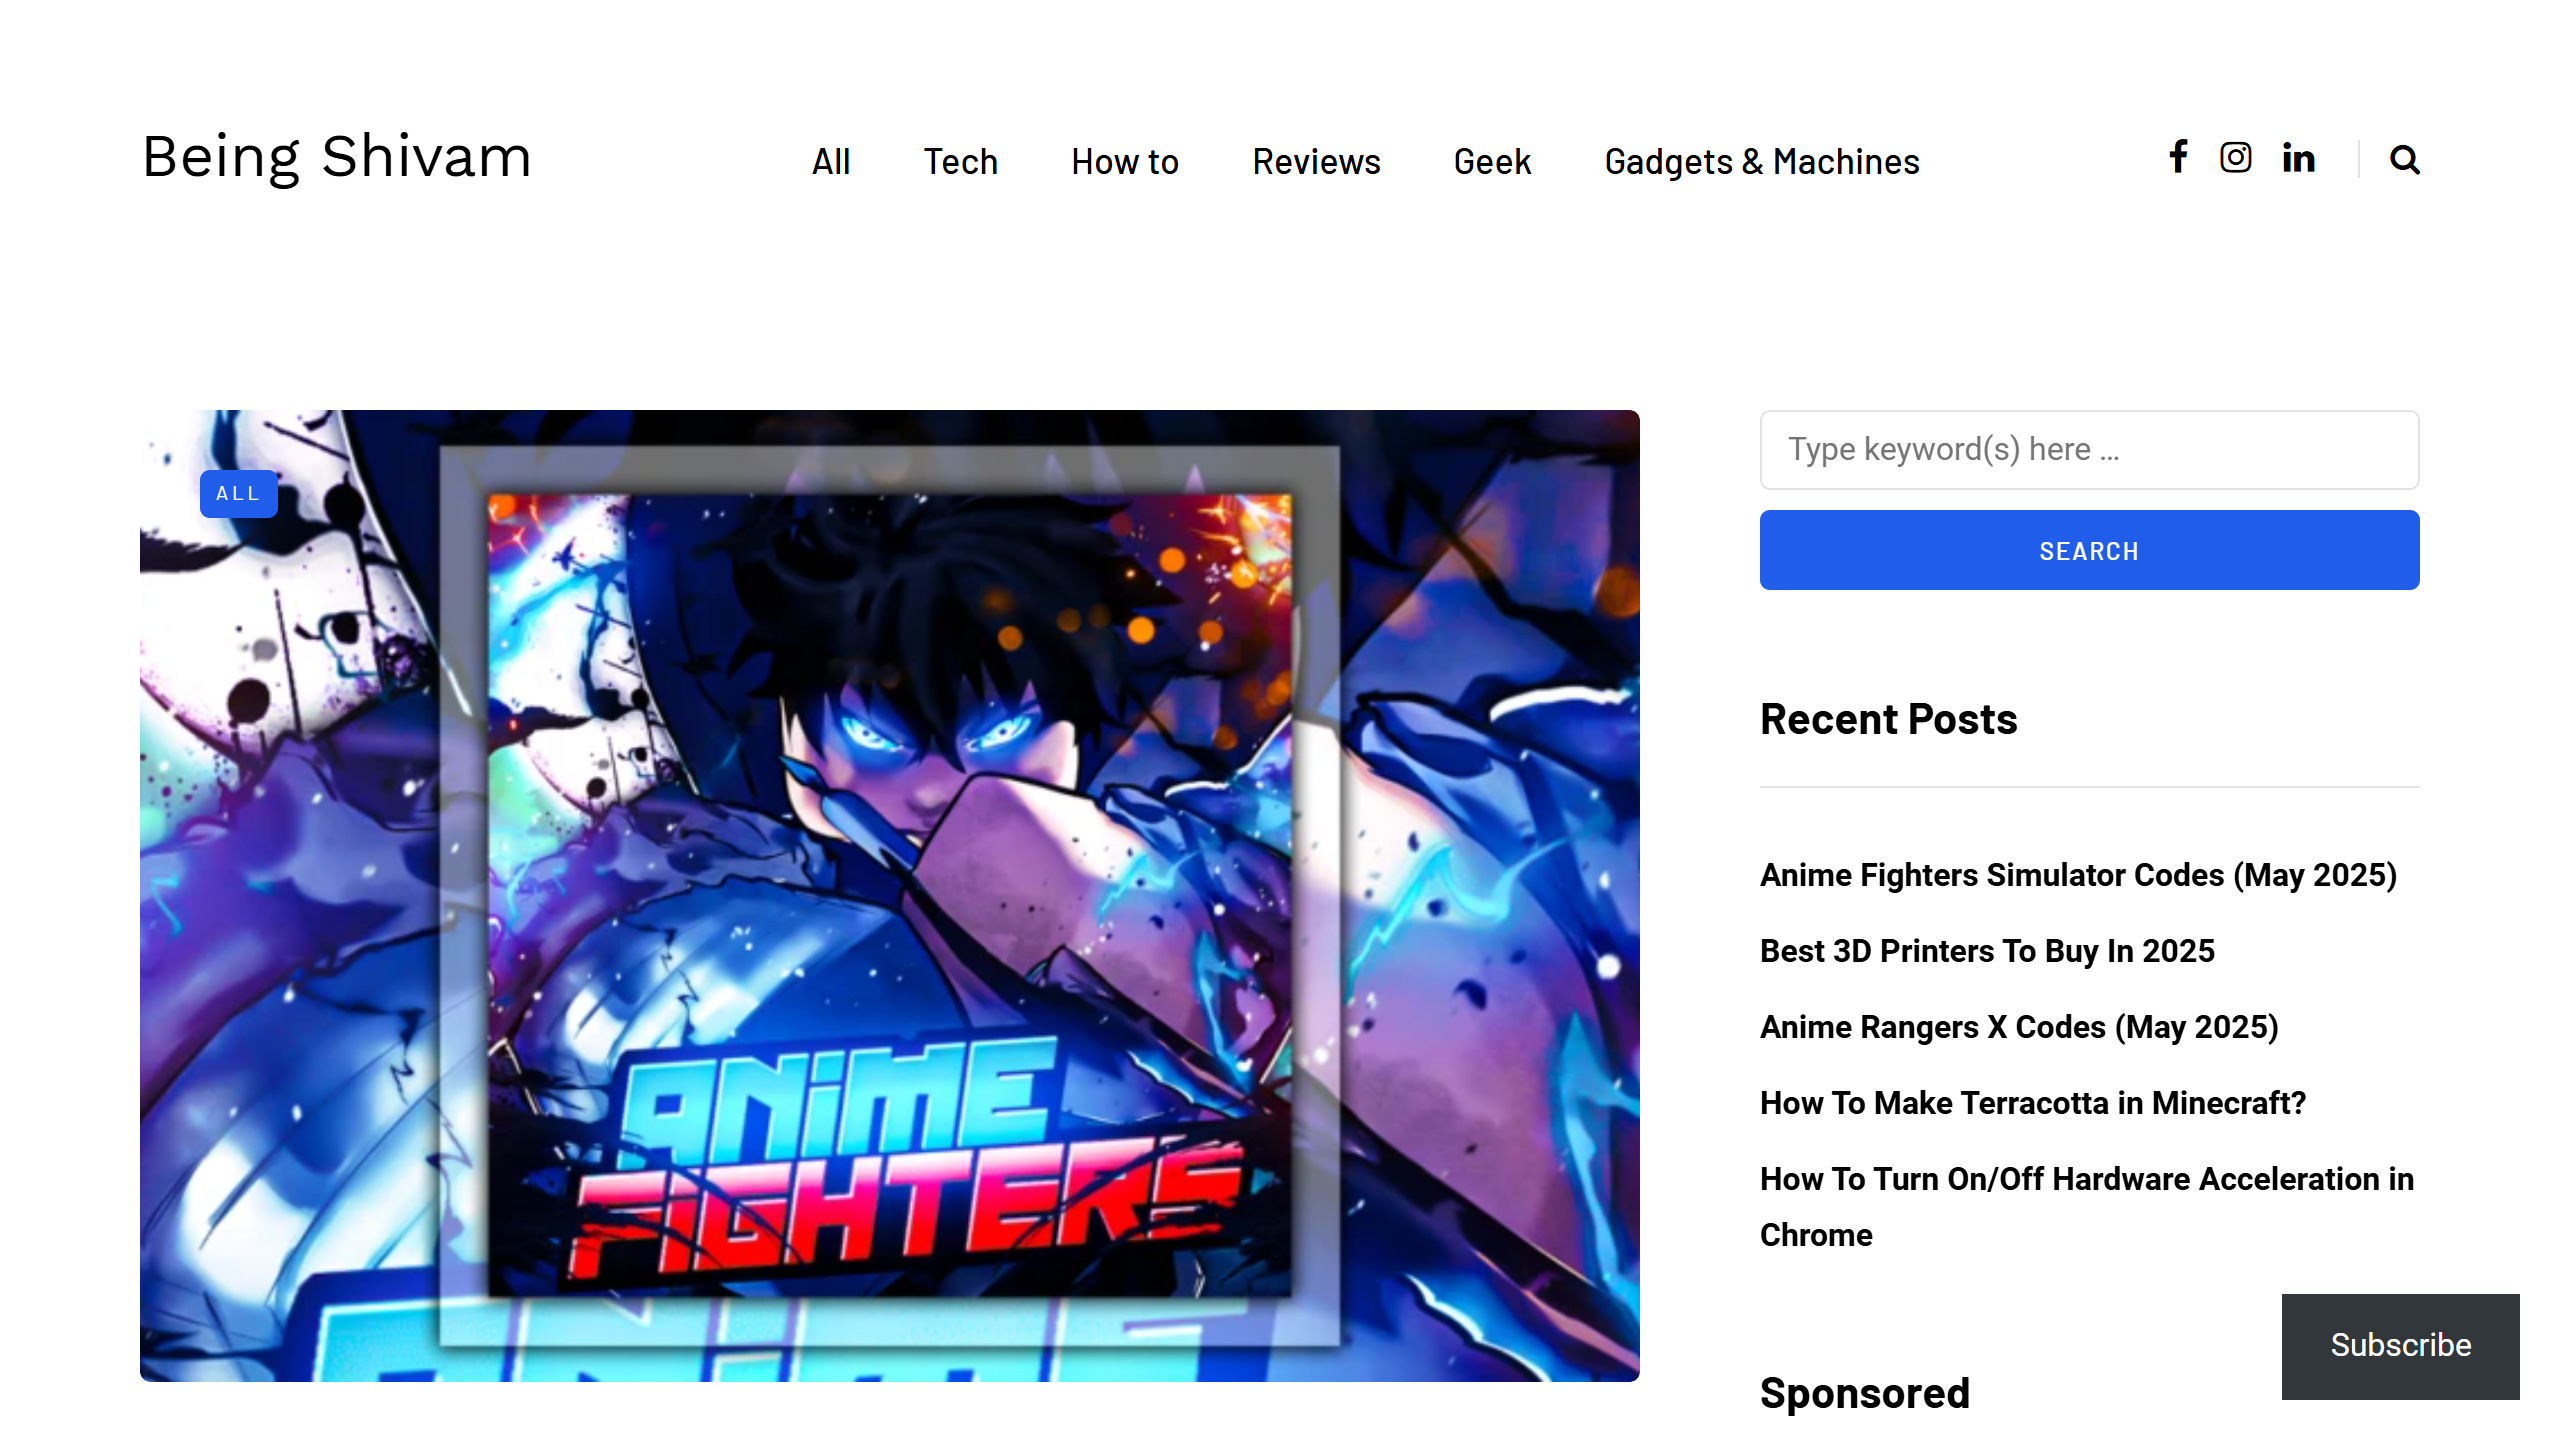 Being Shivam
All
Tech
How to
Reviews
Geek
Gadgets & Machines
ALL
ANiME
FIGHTERS
ANiME
Type keyword(s) here ...
SEARCH
Recent Posts
Anime Fighters Simulator Codes (May 2025)
Best 3D Printers To Buy In 2025
Anime Rangers X Codes (May 2025)
How To Make Terracotta in Minecraft?
How To Turn On/Off Hardware Acceleration in
Chrome
Subscribe
Sponsored